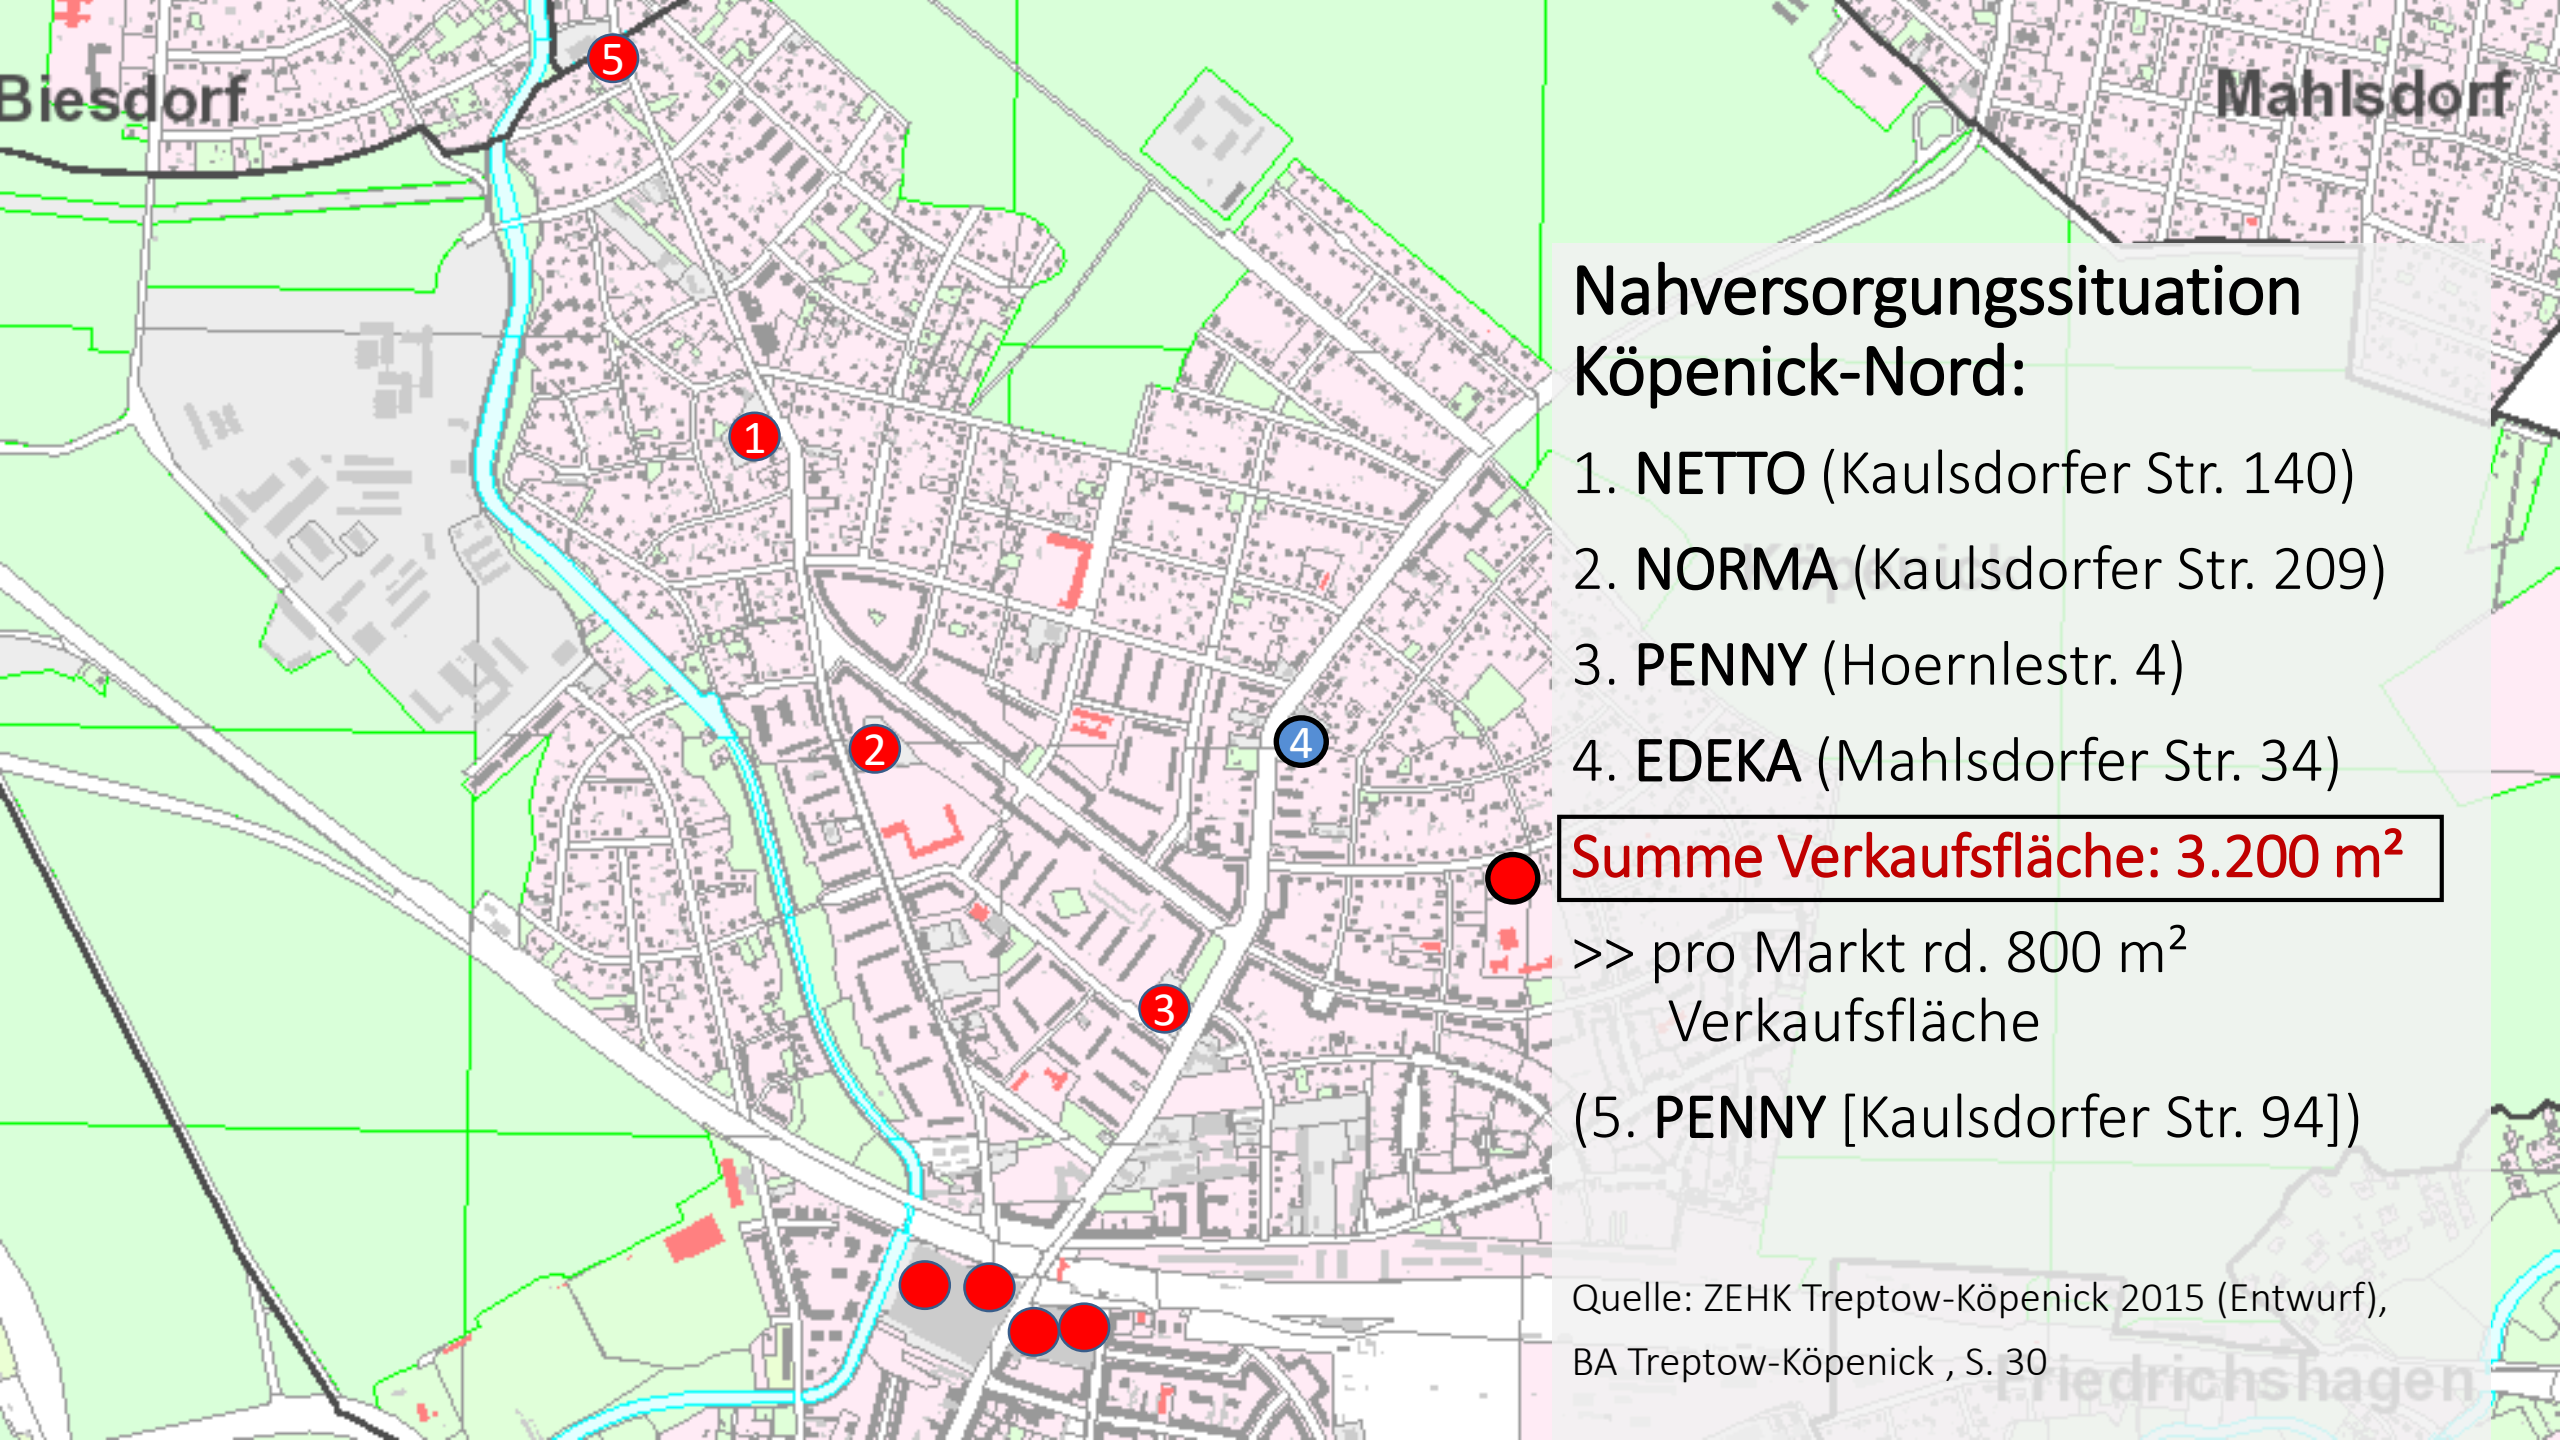 5
Biesdorf
Mahlsdorf
1
2
4
3
Nahversorgungssituation
Köpenick-Nord:
1. NETTO (Kaulsdorfer Str. 140)
2. NORMA (Kaulsdorfer Str. 209)
Köpenick
3. PENNY (Hoernlestr. 4)
4. EDEKA (Mahlsdorfer Str. 34)
Summe Verkaufsfläche: 3.200 m²
>> pro Markt rd. 800 m²
Verkaufsfläche
(5. PENNY [Kaulsdorfer Str. 94])
Quelle: ZEHK Treptow-Köpenick 2015 (Entwurf),
BA Treptow-Köpenick , S. 30
Friedrichshagen